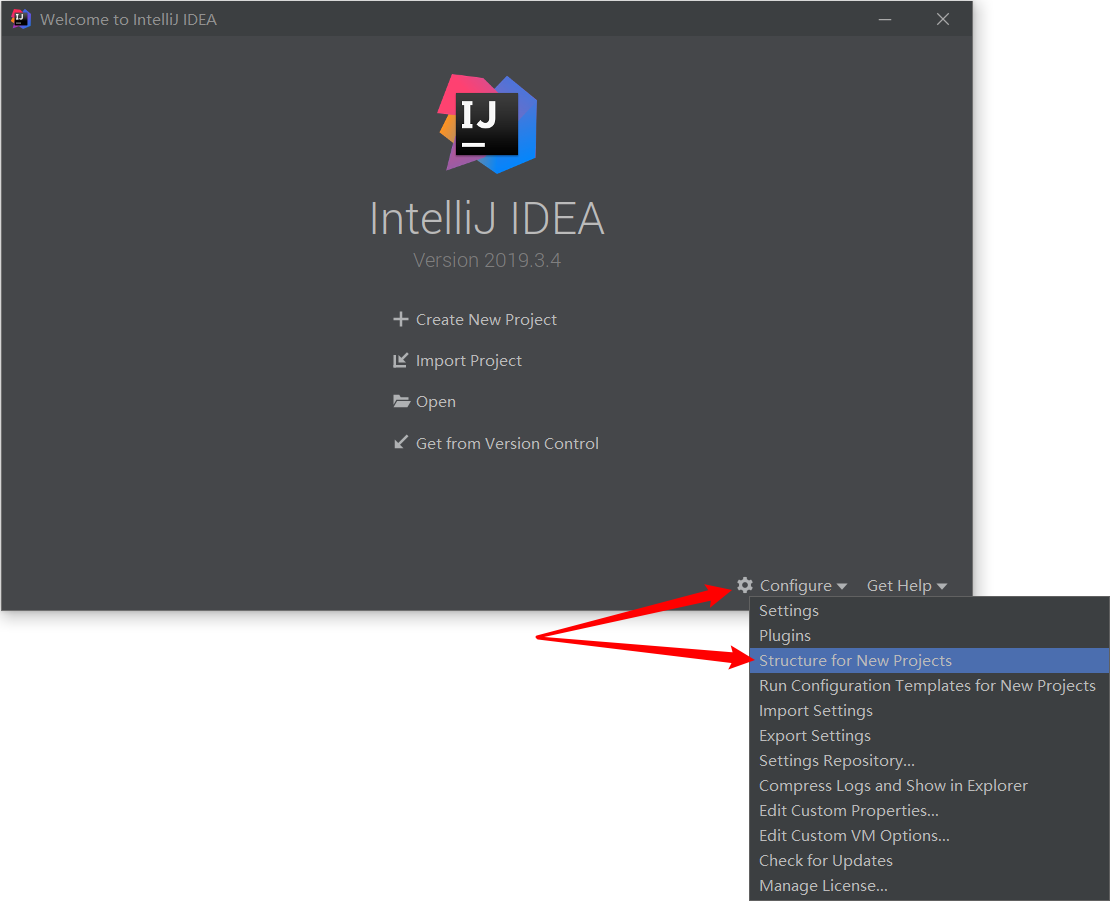 Welcome to IntelliJ IDEA
IJ
IntelliJ IDEA
Version 2019.3.4
Create New Project
Import Project
Open
Get from Version Control
Configure Get Help
Settings
Plugins
Structure for New Projects
Run Configuration Templates for New Projects
Import Settings
Export Settings
Settings Repository...
Compress Logs and Show in Explorer
Edit Custom Properties...
Edit Custom VM Options...
Check for Updates
Manage License...